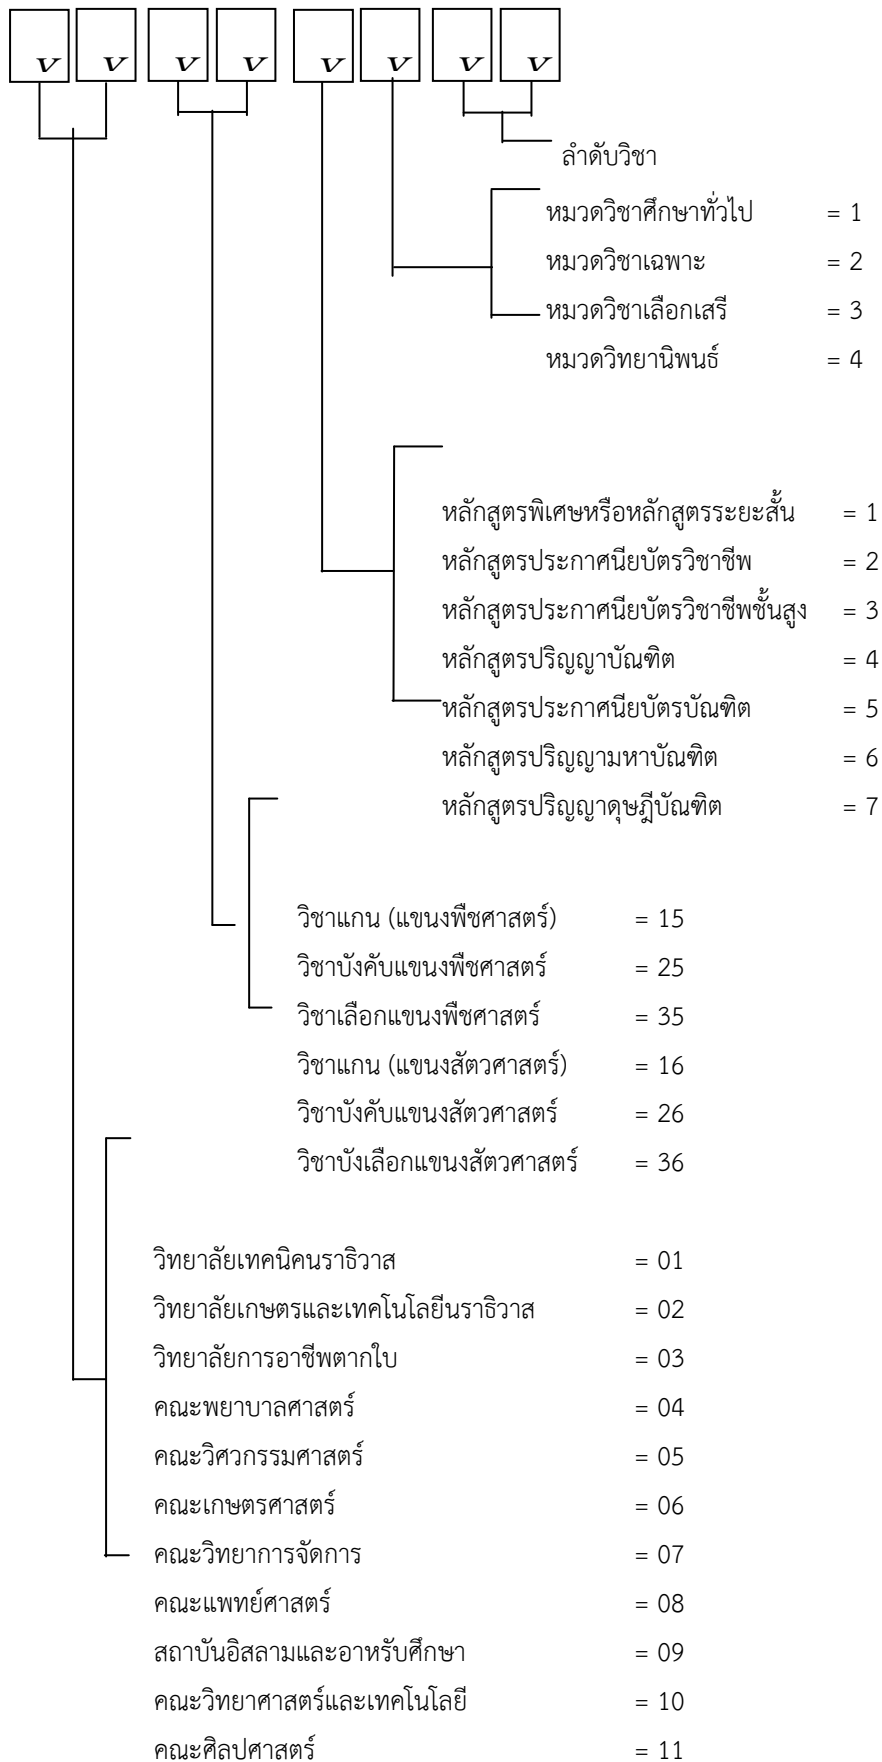 V V V V V V V V
ลำดับวิชา
หมวดวิชาศึกษาทั่วไป = 1
หมวดวิชาเฉพาะ = 2
หมวดวิชาเลือกเสรี = 3
หมวดวิทยานิพนธ์ = 4
หลักสูตรพิเศษหรือหลักสูตรระยะสั้น = 1
หลักสูตรประกาศนียบัตรวิชาชีพ = 2
หลักสูตรประกาศนียบัตรวิชาชีพชั้นสูง = 3
หลักสูตรปริญญาบัณฑิต = 4
หลักสูตรประกาศนียบัตรบัณฑิต = 5
หลักสูตรปริญญามหาบัณฑิต = 6
หลักสูตรปริญญาดุษฎีบัณฑิต = 7
วิชาแกน (แขนงพืชศาสตร์) = 15
วิชาบังคับแขนงพืชศาสตร์ = 25
วิชาเลือกแขนงพืชศาสตร์ = 35
วิชาแกน (แขนงสัตวศาสตร์) = 16
วิชาบังคับแขนงสัตวศาสตร์ = 26
วิชาบังเลือกแขนงสัตวศาสตร์ = 36
วิทยาลัยเทคนิคนราธิวาส = 01
วิทยาลัยเกษตรและเทคโนโลยีนราธิวาส = 02
วิทยาลัยการอาชีพตากใบ = 03
คณะพยาบาลศาสตร์ = 04
คณะวิศวกรรมศาสตร์ = 05
คณะเกษตรศาสตร์ = 06
คณะวิทยาการจัดการ = 07
คณะแพทย์ศาสตร์ = 08
สถาบันอิสลามและอาหรับศึกษา = 09
คณะวิทยาศาสตร์และเทคโนโลยี = 10
คณะศิลปศาสตร์ = 11